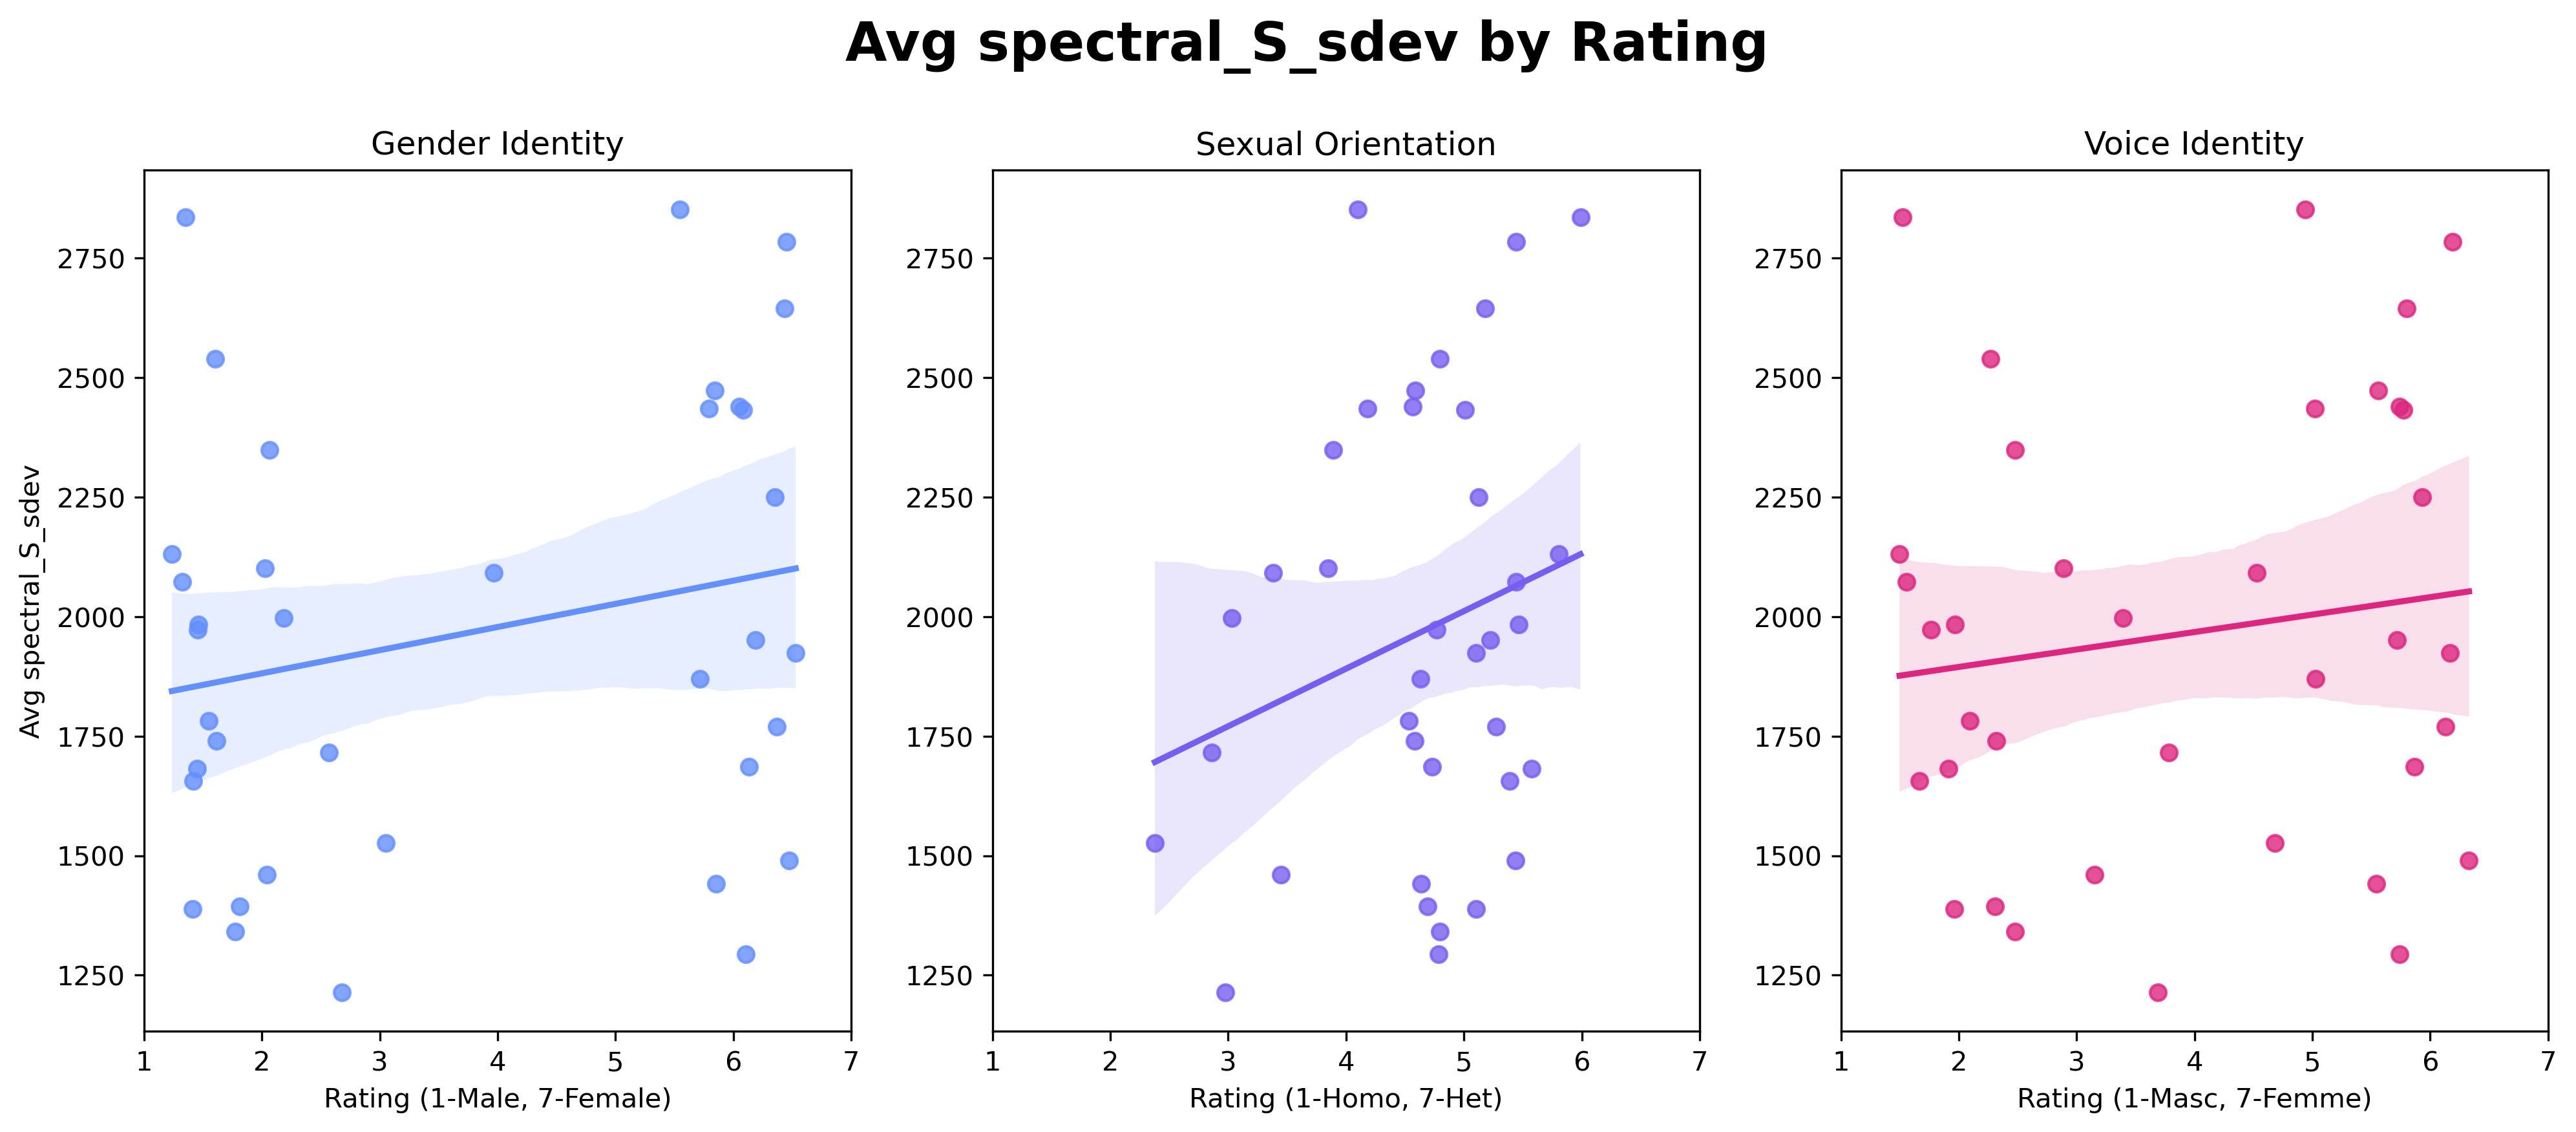 Avg spectral_S_sdev by Rating
Gender Identity
Sexual Orientation
Voice Identity
Avg spectral_S_sdev
2750
2500
2250
2000
1750
1500
1250
1 2 3 4 5 6 7
Rating (1-Male, 7-Female)
2750
2500
2250
2000
1750
1500
1250
1 2 3 4 5 6 7
Rating (1-Homo, 7-Het)
2750
2500
2250
2000
1750
1500
1250
1 2 3 4 5 6 7
Rating (1-Masc, 7-Femme)